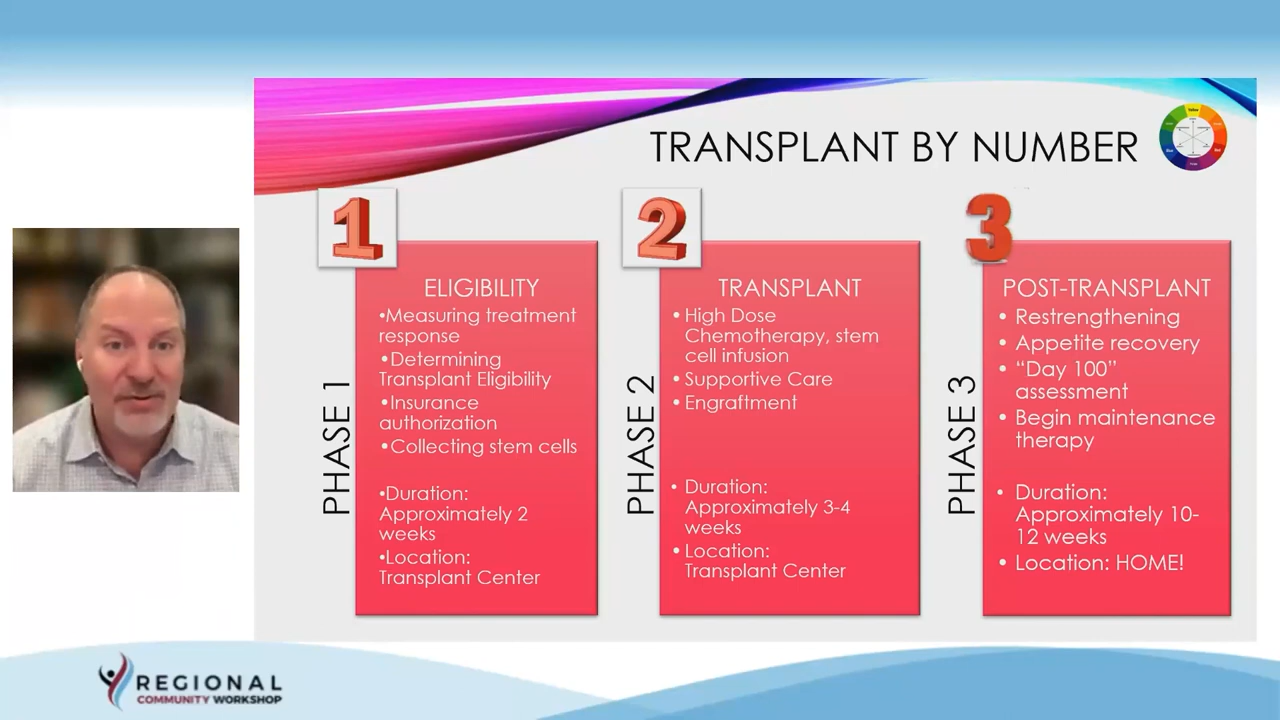 TRANSPLANT BY NUMBER
1
PHASE 1
ELIGIBILITY
•Measuring treatment
response
•Determining
Transplant Eligibility
•Insurance
authorization
•Collecting stem cells
•Duration:
Approximately 2
weeks
•Location:
Transplant Center
2
PHASE 2
TRANSPLANT
•High Dose
Chemotherapy, stem
cell infusion
•Supportive Care
•Engraftment
• Duration:
Approximately 3-4
weeks
•Location:
Transplant Center
3
PHASE 3
POST-TRANSPLANT
• Restrengthening
• Appetite recovery
• “Day 100”
assessment
• Begin maintenance
therapy
• Duration:
Approximately 10-
12 weeks
• Location: HOME!
REGIONAL
COMMUNITY WORKSHOP